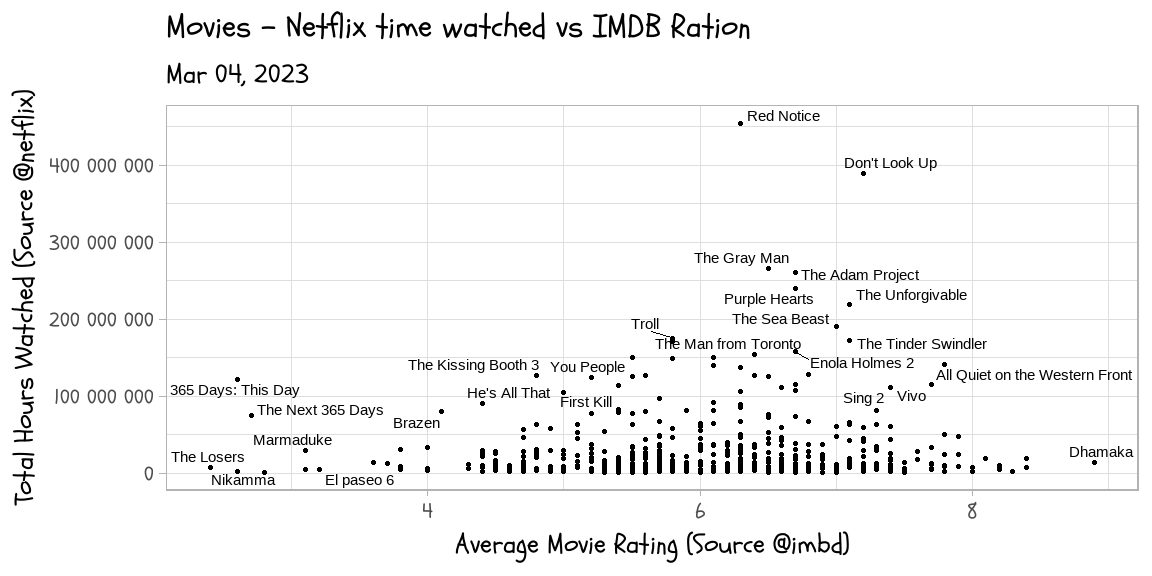 Movies - Netflix time watched vs IMDB Ration
Mar 04, 2023
Total Hours Watched (Source @netflix)
400 000 000
300 000 000
200 000 000
100 000 000
0
Red Notice
Don't Look Up
The Gray Man
The Adam Project
Purple Hearts
The Unforgivable
The Sea Beast
Troll
The Man from Toronto
The Tinder Swindler
Enola Holmes 2
The Kissing Booth 3
You People
All Quiet on the Western Front
365 Days: This Day
He's All That
First Kill
Sing 2
Vivo
The Next 365 Days
Brazen
Marmaduke
The Losers
Dhamaka
Nikamma
El paseo 6
4
6
8
Average Movie Rating (Source @imbd)